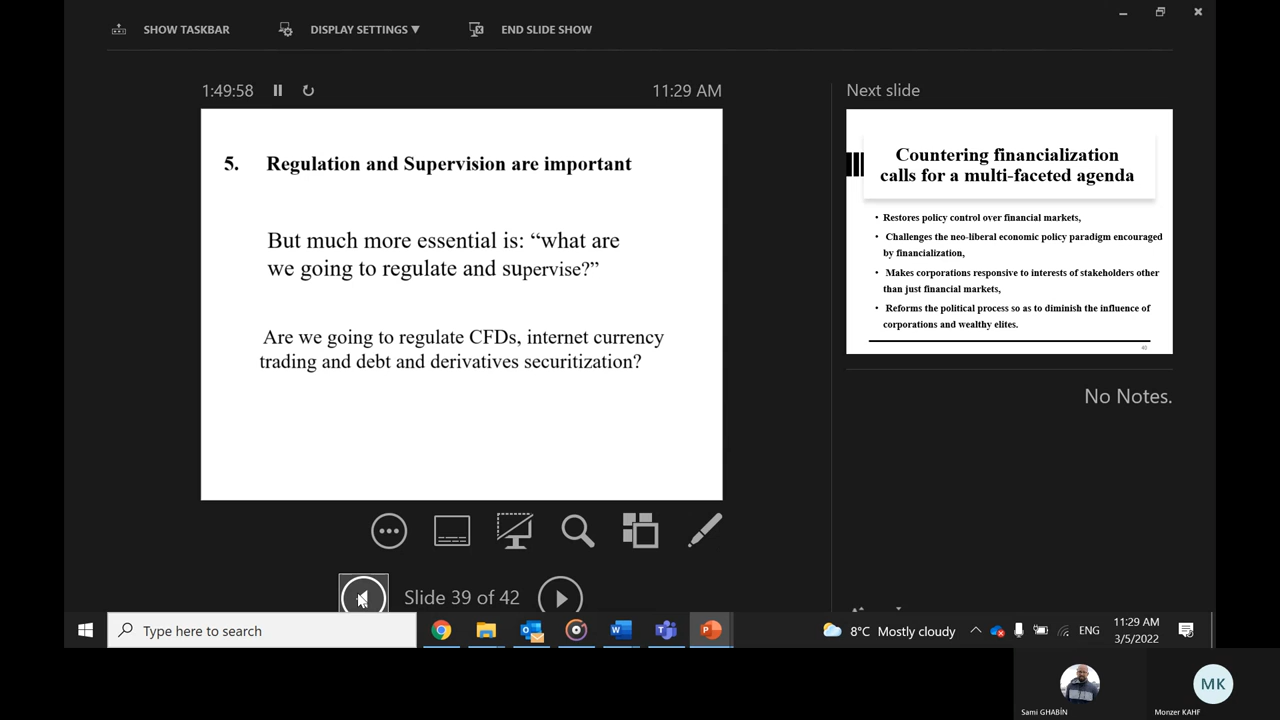 SHOW TASKBAR
DISPLAY SETTINGS ▼
END SLIDE SHOW
1:49:58
11:29 AM
5. Regulation and Supervision are important
But much more essential is: “what are
we going to regulate and supervise?”
Are we going to regulate CFDs, internet currency
trading and debt and derivatives securitization?
Next slide
Countering financialization
calls for a multi-faceted agenda
• Restores policy control over financial markets,
• Challenges the neo-liberal economic policy paradigm encouraged
by financialization,
• Makes corporations responsive to interests of stakeholders other
than just financial markets,
• Reforms the political process so as to diminish the influence of
corporations and wealthy elites.
No Notes.
Slide 39 of 42
Type here to search
8°C Mostly cloudy
ENG
11:29 AM
3/5/2022
MK
Sami GHABİN
Monzer KAHF